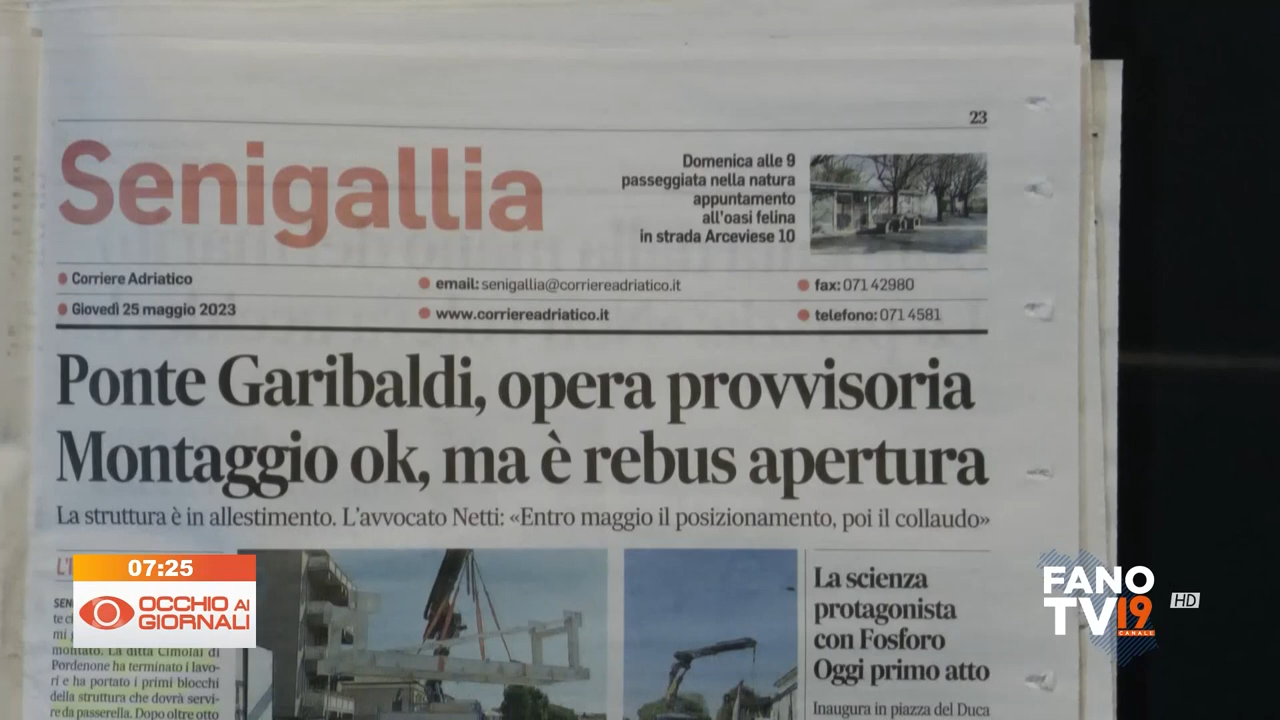 23
Senigallia
Domenica alle 9
passeggiata nella natura
appuntamento
all'oasi felina
in strada Arceviese 10
Corriere Adriatico
email: senigallia@corriereadriatico.it
fax: 071 42980
Giovedì 25 maggio 2023
www.corriereadriatico.it
telefono: 071 4581
Ponte Garibaldi, opera provvisoria
Montaggio ok, ma è rebus apertura
La struttura è in allestimento. L'avvocato Netti: «Entro maggio il posizionamento, poi il collaudo»
montato. La ditta Cimolai di
Pordenone ha terminato i lavo-
ri e ha portato i primi blocchi
della struttura che dovrà servi-
re da passerella. Dopo oltre otto
La scienza
protagonista
con Fosforo
Oggi primo atto
Inaugura in piazza del Duca
07:25
OCCHIO AI
GIORNALI
FANO
TV19
CANALE
HD